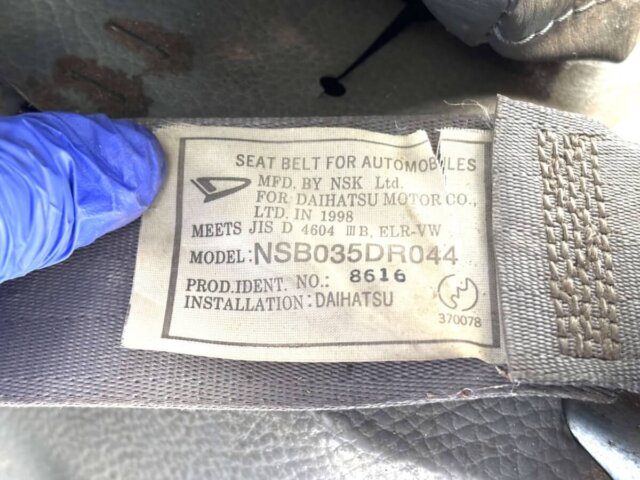 SEAT BELT FOR AUTOMOBILES
MFD. BY NSK Ltd.
FOR DAIHATSU MOTOR CO.,
LTD. IN 1998
MEETS JIS D 4604 ⅢB, ELR-VW
MODEL: NSB035DR044
PROD.IDENT. NO.: 8616
INSTALLATION: DAIHATSU
370078